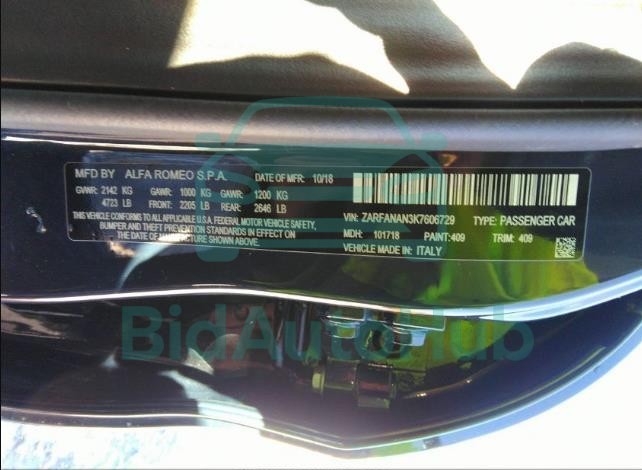 MFD BY ALFA ROMEO S.P.A. DATE OF MFR: 10/18
GVWR: 2142 KG GAWR: 1000 KG GAWR: 1200 KG
4723 LB FRONT: 2205 LB REAR: 2646 LB
THIS VEHICLE CONFORMS TO ALL APPLICABLE U.S.A. FEDERAL MOTOR VEHICLE SAFETY,
BUMPER AND THEFT PREVENTION STANDARDS IN EFFECT ON
THE DATE OF MANUFACTURE SHOWN ABOVE.
VIN: ZARFANAN3K7606729 TYPE: PASSENGER CAR
MDH: 101718 PAINT:409 TRIM: 409
VEHICLE MADE IN: ITALY
BidAutoHub